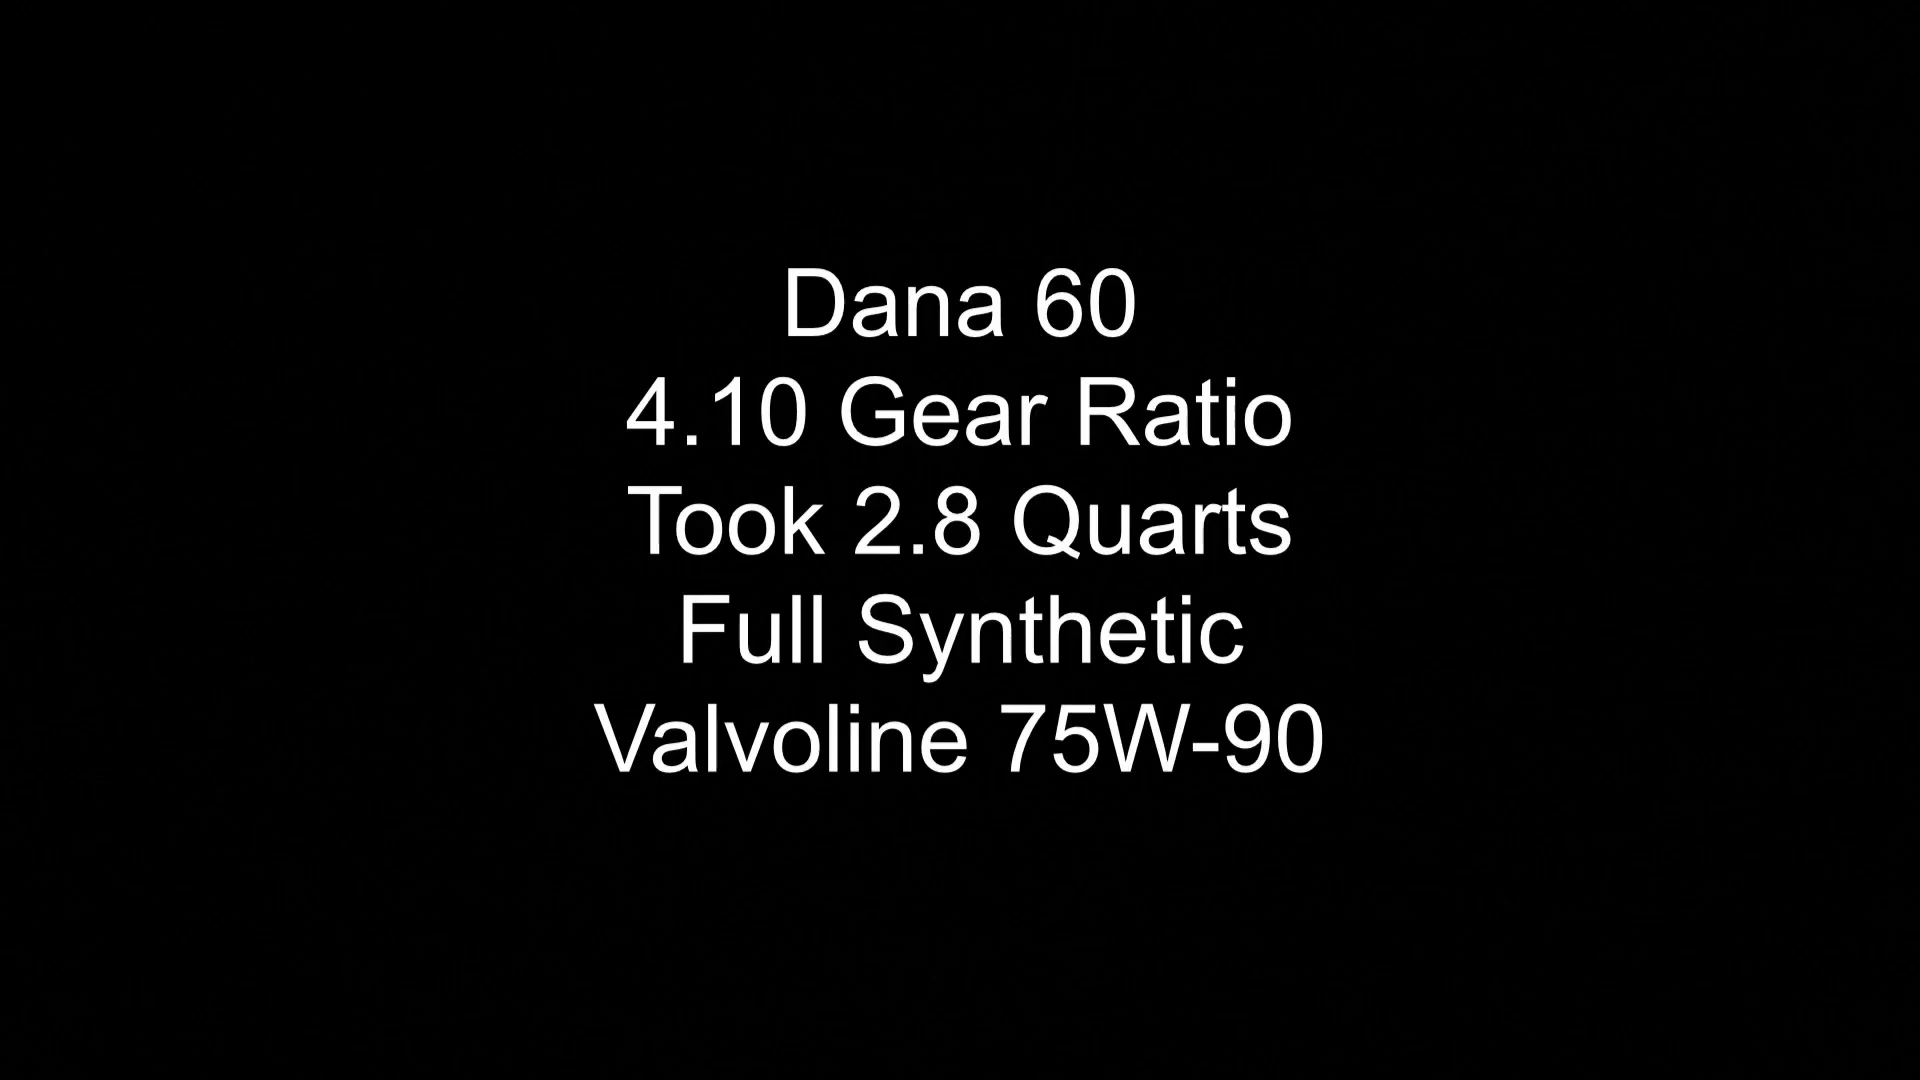 Dana 60
4.10 Gear Ratio
Took 2.8 Quarts
Full Synthetic
Valvoline 75W-90